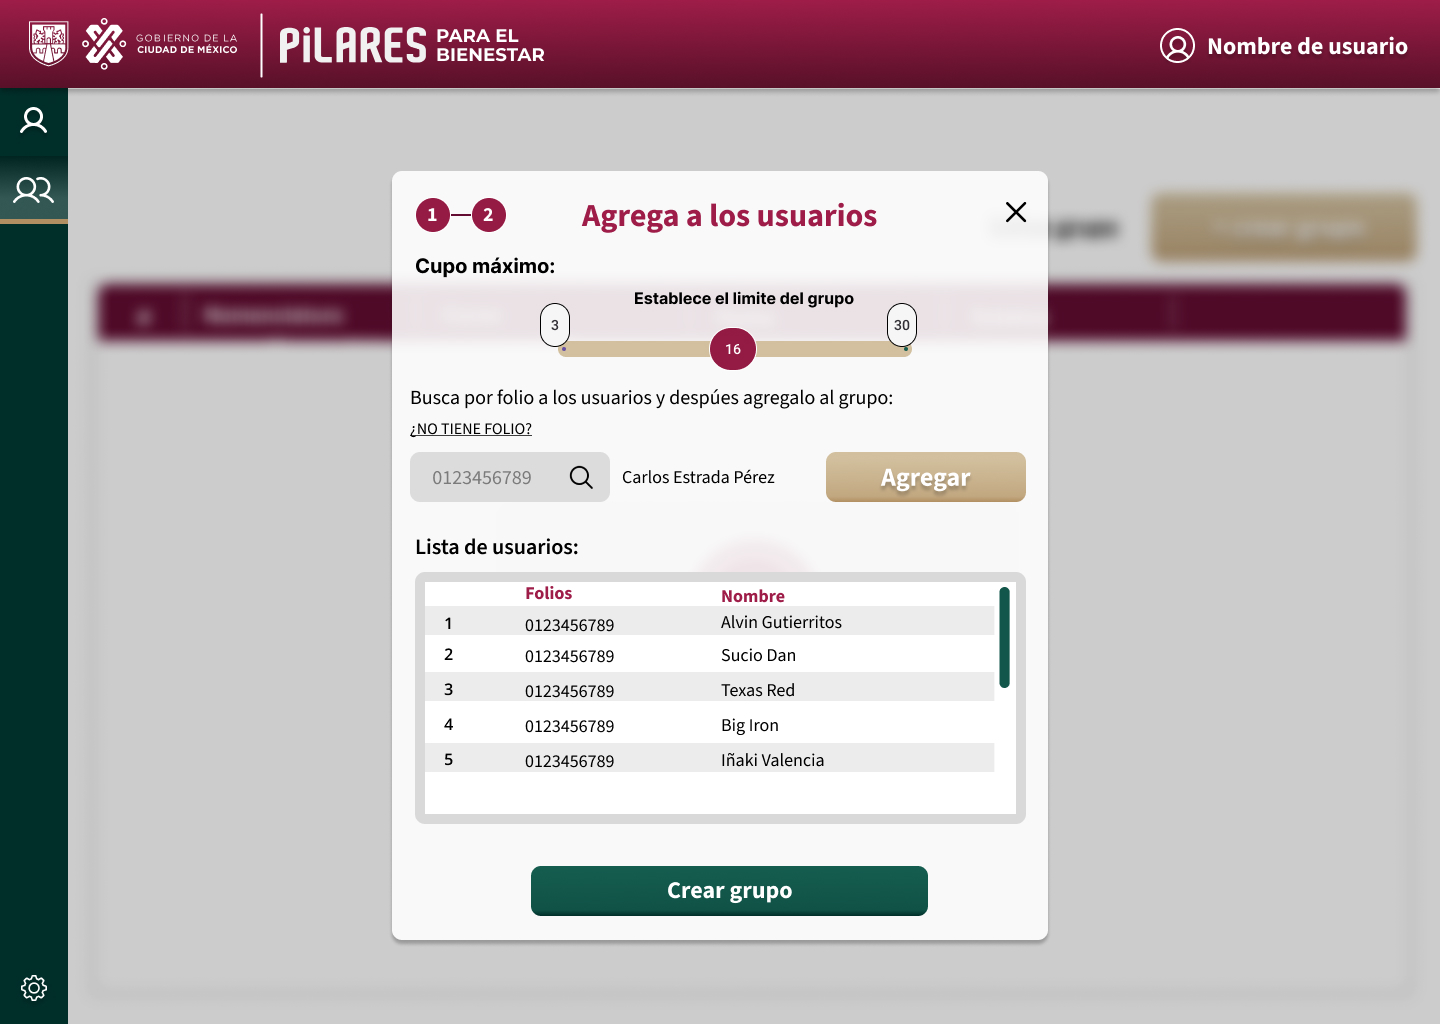 GOBIERNO DE LA
CIUDAD DE MÉXICO
PiLARES
PARA EL
BIENESTAR
Nombre de usuario
1
2
Agrega a los usuarios
Cupo máximo:
Establece el limite del grupo
3
30
16
Busca por folio a los usuarios y despúes agregalo al grupo:
¿NO TIENE FOLIO?
0123456789
Carlos Estrada Pérez
Agregar
Lista de usuarios:
Folios Nombre
1 0123456789 Alvin Gutierritos
2 0123456789 Sucio Dan
3 0123456789 Texas Red
4 0123456789 Big Iron
5 0123456789 Iñaki Valencia
Crear grupo